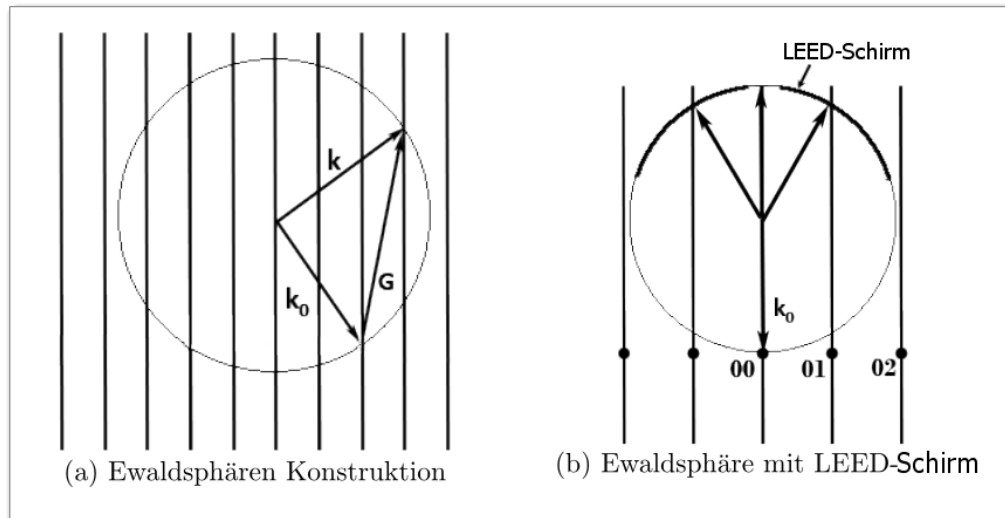 k
G
k₀
(a) Ewaldsphären Konstruktion
LEED-Schirm
k₀
00
01
02
(b) Ewaldsphäre mit LEED-Schirm